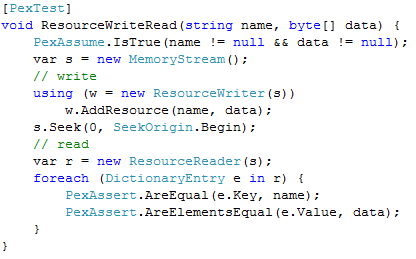 [PexTest]
void ResourceWriteRead(string name, byte[] data) {
    PexAssume.IsTrue(name != null && data != null);
    var s = new MemoryStream();
    // write
    using (w = new ResourceWriter(s))
        w.AddResource(name, data);
    s.Seek(0, SeekOrigin.Begin);
    // read
    var r = new ResourceReader(s);
    foreach (DictionaryEntry e in r) {
        PexAssert.AreEqual(e.Key, name);
        PexAssert.AreElementsEqual(e.Value, data);
    }
}